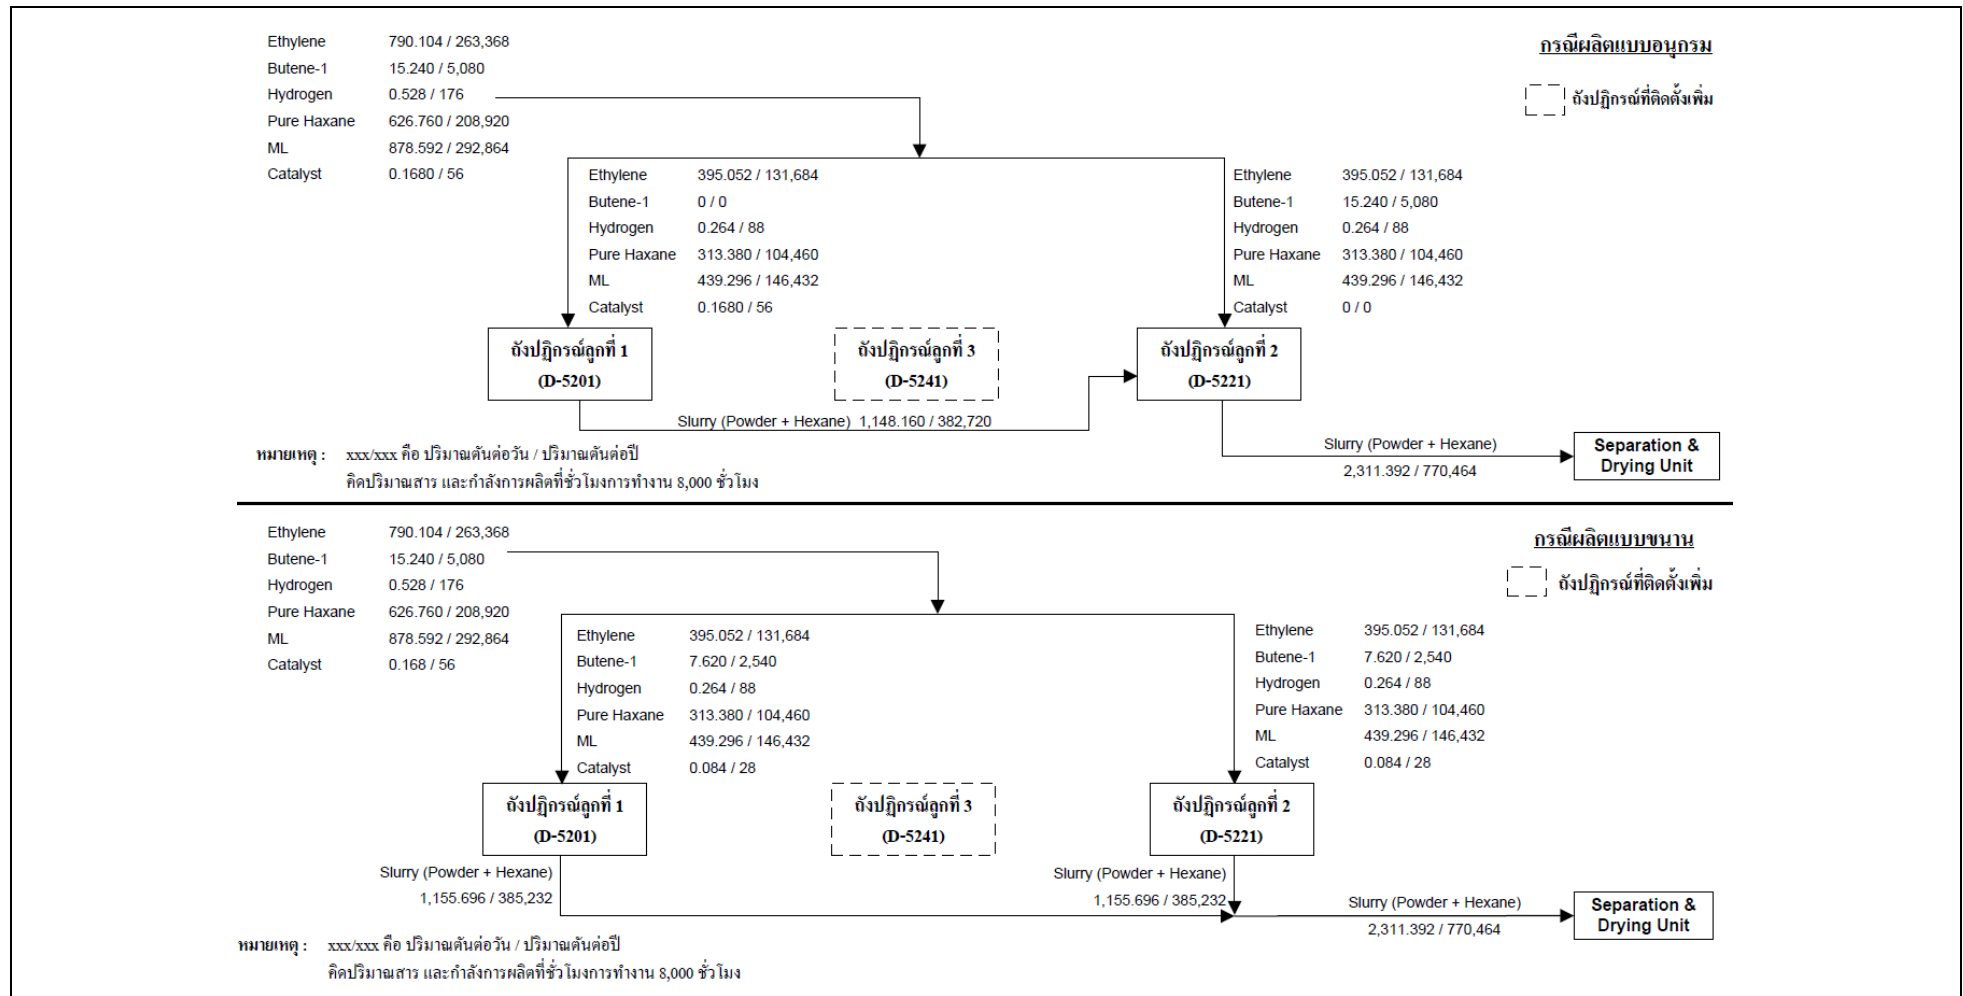 Ethylene 790.104 / 263,368
Butene-1 15.240 / 5,080
Hydrogen 0.528 / 176
Pure Haxane 626.760 / 208,920
ML 878.592 / 292,864
Catalyst 0.1680 / 56
กรณีผลิตแบบอนุกรม
ถังปฏิกรณ์ที่ติดตั้งเพิ่ม
Ethylene 395.052 / 131,684
Butene-1 0 / 0
Hydrogen 0.264 / 88
Pure Haxane 313.380 / 104,460
ML 439.296 / 146,432
Catalyst 0.1680 / 56
Ethylene 395.052 / 131,684
Butene-1 15.240 / 5,080
Hydrogen 0.264 / 88
Pure Haxane 313.380 / 104,460
ML 439.296 / 146,432
Catalyst 0 / 0
ถังปฏิกรณ์ลูกที่ 1
(D-5201)
ถังปฏิกรณ์ลูกที่ 3
(D-5241)
ถังปฏิกรณ์ลูกที่ 2
(D-5221)
Slurry (Powder + Hexane) 1,148.160 / 382,720
Slurry (Powder + Hexane)
2,311.392 / 770,464
Separation &
Drying Unit
หมายเหตุ : xxx/xxx คือ ปริมาณตันต่อวัน / ปริมาณตันต่อปี
คิดปริมาณสาร และกำลังการผลิตที่ชั่วโมงการทำงาน 8,000 ชั่วโมง
Ethylene 790.104 / 263,368
Butene-1 15.240 / 5,080
Hydrogen 0.528 / 176
Pure Haxane 626.760 / 208,920
ML 878.592 / 292,864
Catalyst 0.168 / 56
กรณีผลิตแบบขนาน
ถังปฏิกรณ์ที่ติดตั้งเพิ่ม
Ethylene 395.052 / 131,684
Butene-1 7.620 / 2,540
Hydrogen 0.264 / 88
Pure Haxane 313.380 / 104,460
ML 439.296 / 146,432
Catalyst 0.084 / 28
Ethylene 395.052 / 131,684
Butene-1 7.620 / 2,540
Hydrogen 0.264 / 88
Pure Haxane 313.380 / 104,460
ML 439.296 / 146,432
Catalyst 0.084 / 28
ถังปฏิกรณ์ลูกที่ 1
(D-5201)
ถังปฏิกรณ์ลูกที่ 3
(D-5241)
ถังปฏิกรณ์ลูกที่ 2
(D-5221)
Slurry (Powder + Hexane)
1,155.696 / 385,232
Slurry (Powder + Hexane)
1,155.696 / 385,232
Slurry (Powder + Hexane)
2,311.392 / 770,464
Separation &
Drying Unit
หมายเหตุ : xxx/xxx คือ ปริมาณตันต่อวัน / ปริมาณตันต่อปี
คิดปริมาณสาร และกำลังการผลิตที่ชั่วโมงการทำงาน 8,000 ชั่วโมง